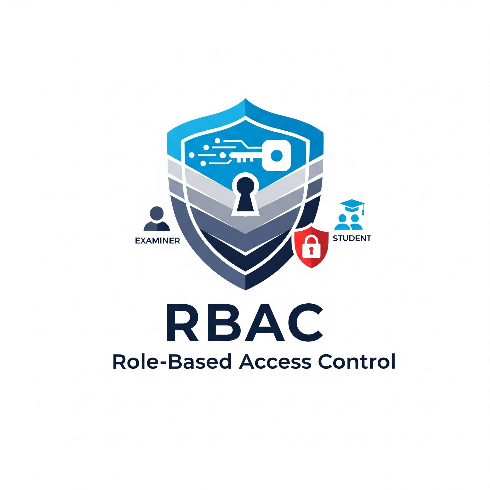 EXAMINER
STUDENT
RBAC
Role-Based Access Control